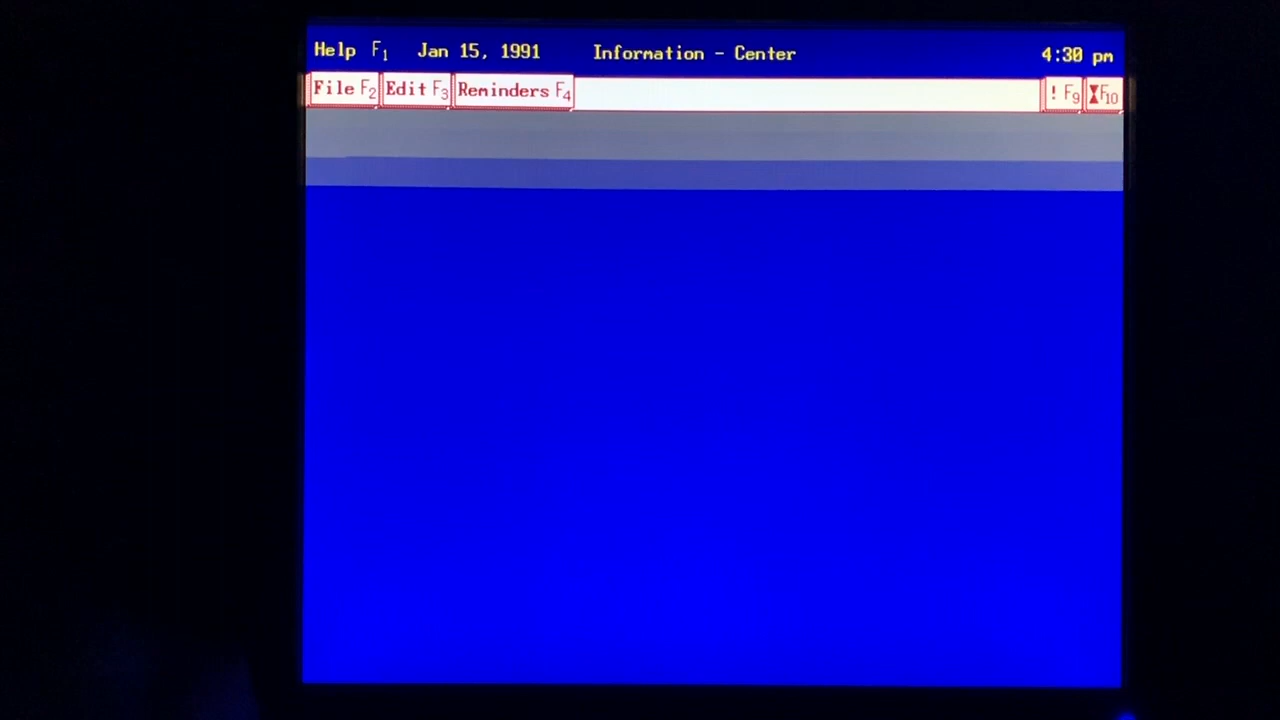 Help F1 Jan 15, 1991 Information - Center 4:30 pm
File F2 Edit F3 Reminders F4 ! F9 F10